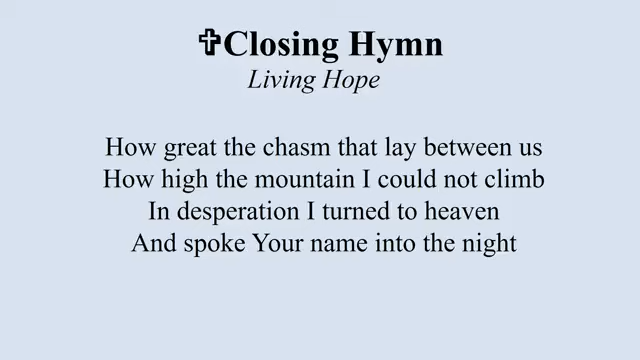 ✞Closing Hymn
Living Hope
How great the chasm that lay between us
How high the mountain I could not climb
In desperation I turned to heaven
And spoke Your name into the night